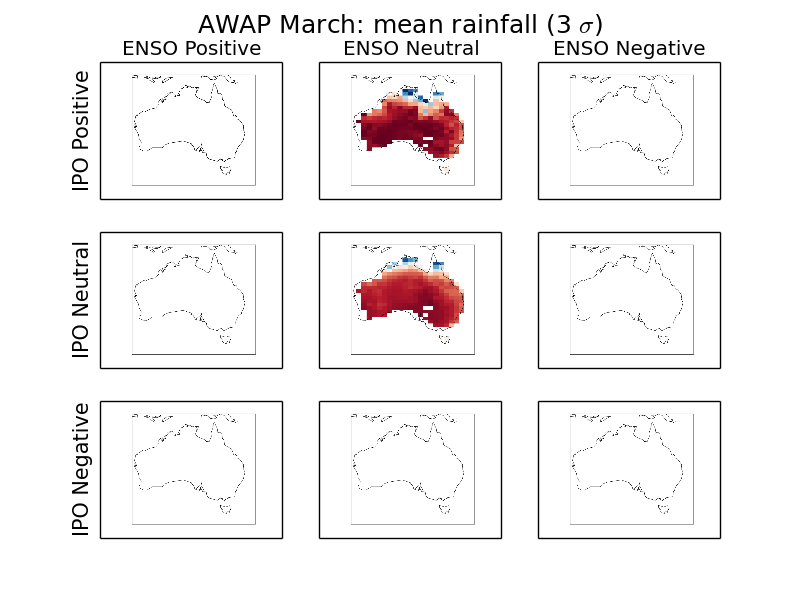 AWAP March: mean rainfall (3 σ)
ENSO Positive
ENSO Neutral
ENSO Negative
IPO Positive
IPO Neutral
IPO Negative